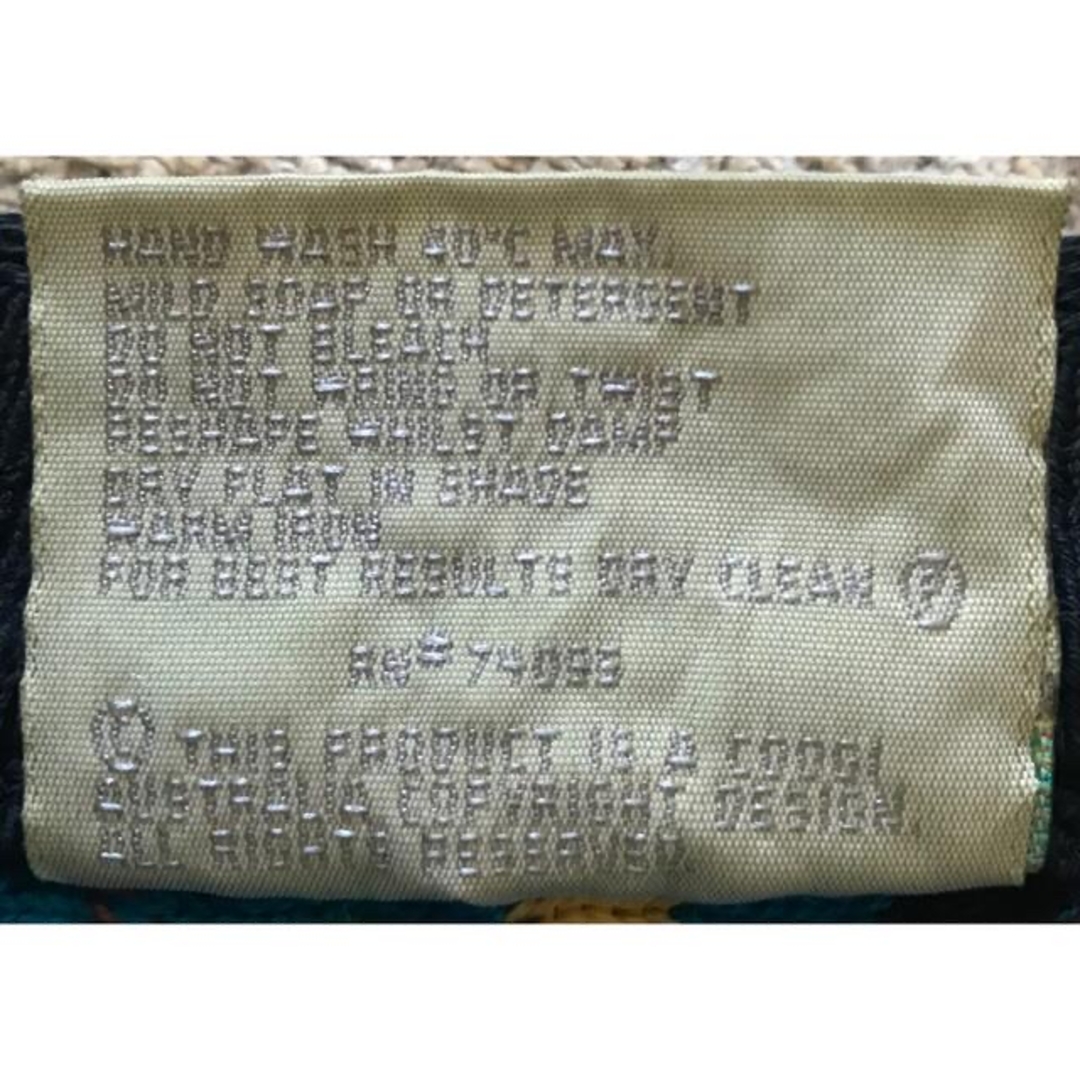 HAND WASH 40°C MAX.
MILD SOAP OR DETERGENT
DO NOT BLEACH
DO NOT WRING OR TWIST
RESHAPE WHILST DAMP
DRY FLAT IN SHADE
WARM IRON
FOR BEST RESULTS DRY CLEAN Ⓟ
RN# 74095
© THIS PRODUCT IS A COOGI
AUSTRALIA COPYRIGHT DESIGN.
ALL RIGHTS RESERVED.